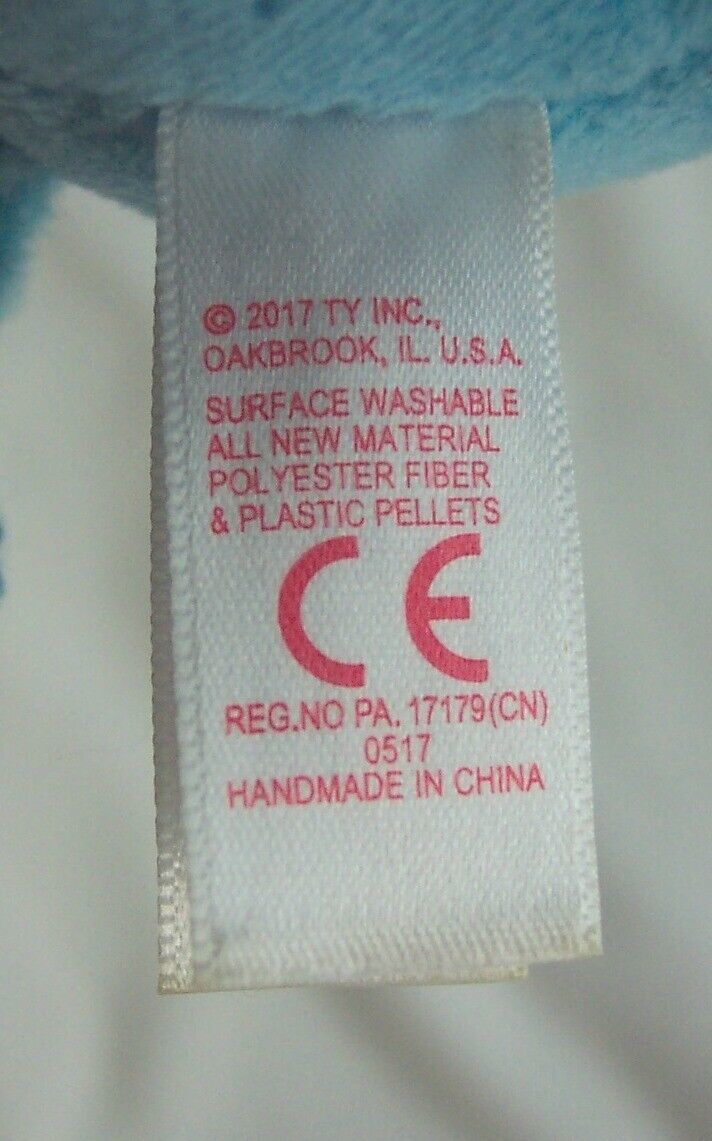 © 2017 TY INC.,
OAKBROOK, IL. U.S.A.
SURFACE WASHABLE
ALL NEW MATERIAL
POLYESTER FIBER
& PLASTIC PELLETS
CE
REG.NO PA. 17179(CN)
0517
HANDMADE IN CHINA